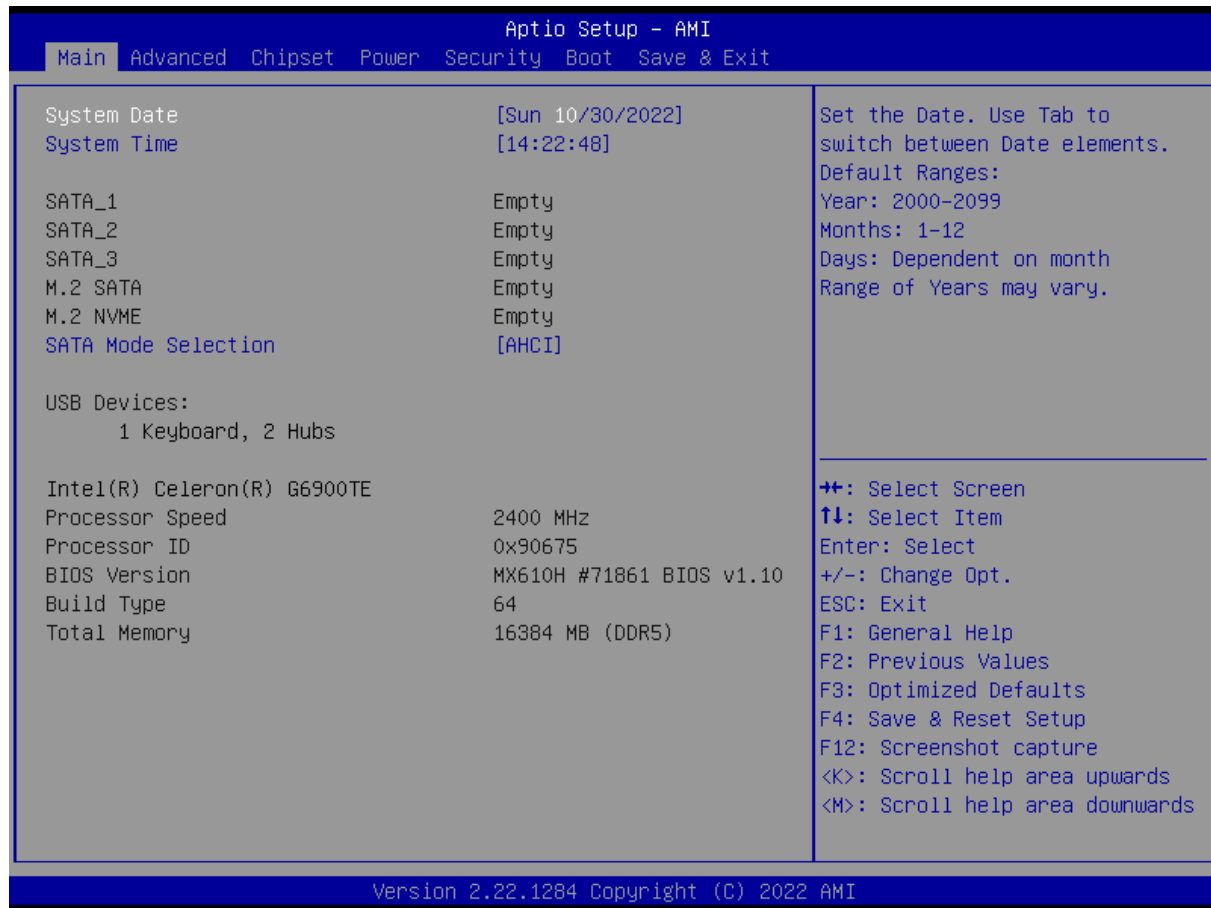 Aptio Setup – AMI
Main Advanced Chipset Power Security Boot Save & Exit
System Date [Sun 10/30/2022]
System Time [14:22:48]
SATA_1 Empty
SATA_2 Empty
SATA_3 Empty
M.2 SATA Empty
M.2 NVME Empty
SATA Mode Selection [AHCI]
USB Devices:
1 Keyboard, 2 Hubs
Intel(R) Celeron(R) G6900TE
Processor Speed 2400 MHz
Processor ID 0x90675
BIOS Version MX610H #71861 BIOS v1.10
Build Type 64
Total Memory 16384 MB (DDR5)
Set the Date. Use Tab to
switch between Date elements.
Default Ranges:
Year: 2000-2099
Months: 1-12
Days: Dependent on month
Range of Years may vary.
→←: Select Screen
↑↓: Select Item
Enter: Select
+/-: Change Opt.
ESC: Exit
F1: General Help
F2: Previous Values
F3: Optimized Defaults
F4: Save & Reset Setup
F12: Screenshot capture
<K>: Scroll help area upwards
<M>: Scroll help area downwards
Version 2.22.1284 Copyright (C) 2022 AMI